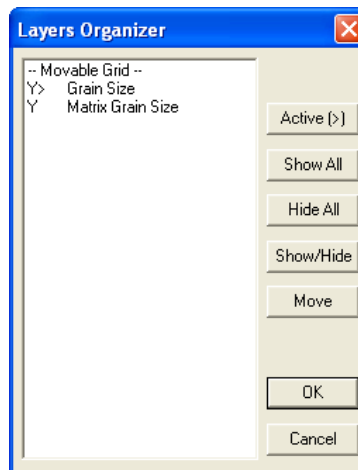 Layers Organizer
-- Movable Grid --
Y> Grain Size
Y Matrix Grain Size
Active (>)
Show All
Hide All
Show/Hide
Move
OK
Cancel